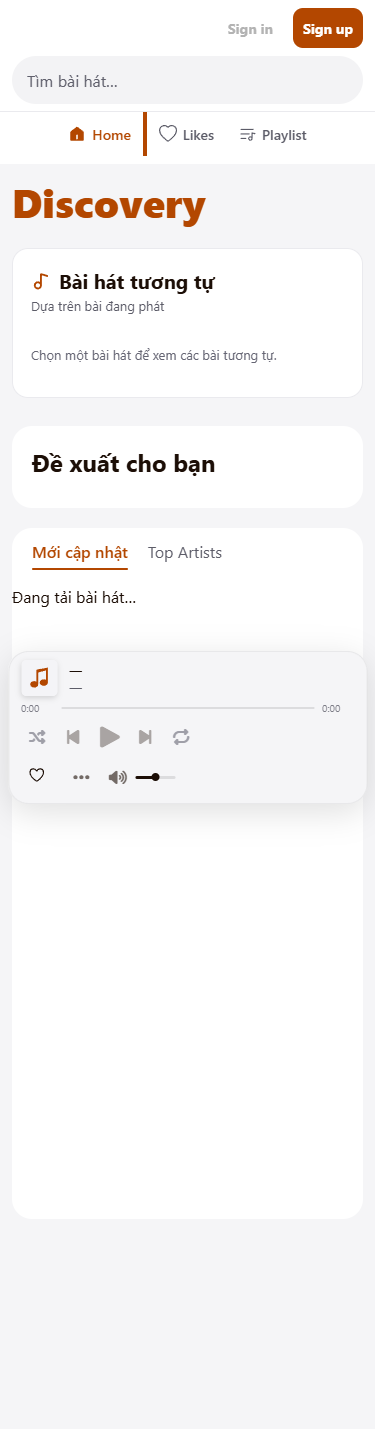 Sign in
Sign up
Tìm bài hát...
Home
Likes
Playlist
Discovery
Bài hát tương tự
Dựa trên bài đang phát
Chọn một bài hát để xem các bài tương tự.
Đề xuất cho bạn
Mới cập nhật
Top Artists
Đang tải bài hát...
—
—
0:00
0:00